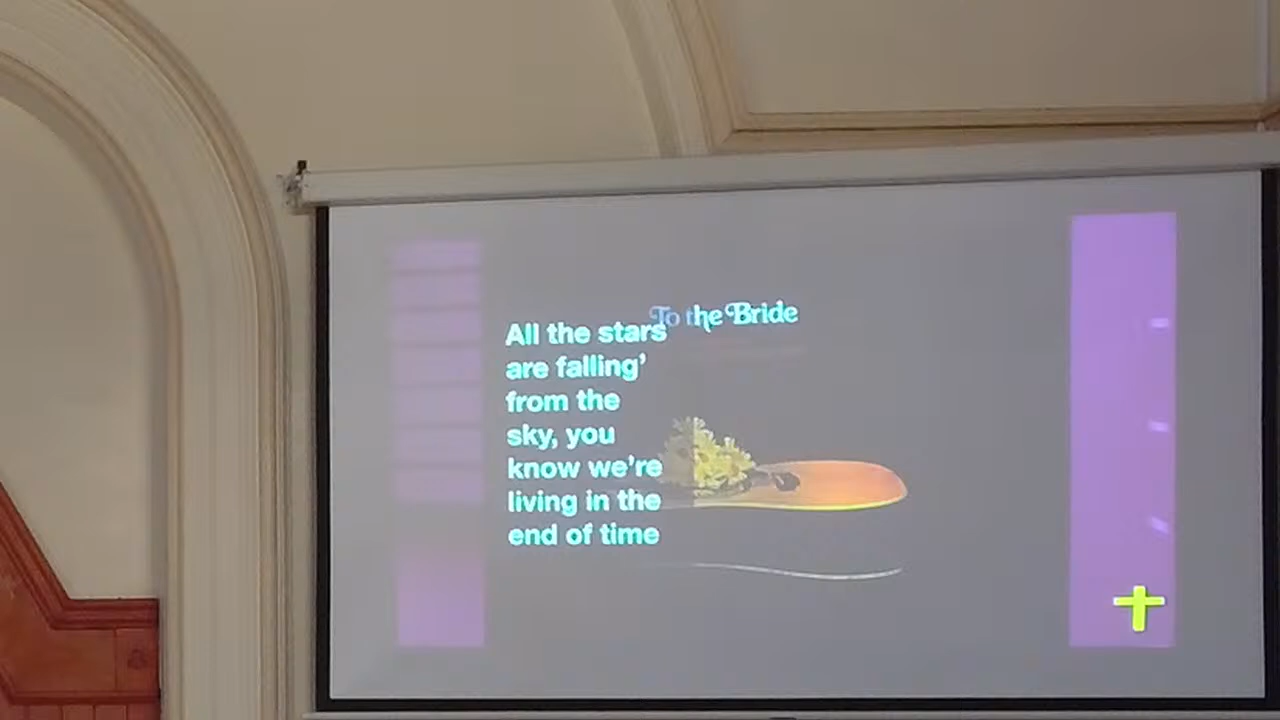 To the Bride
All the stars
are falling'
from the
sky, you
know we're
living in the
end of time